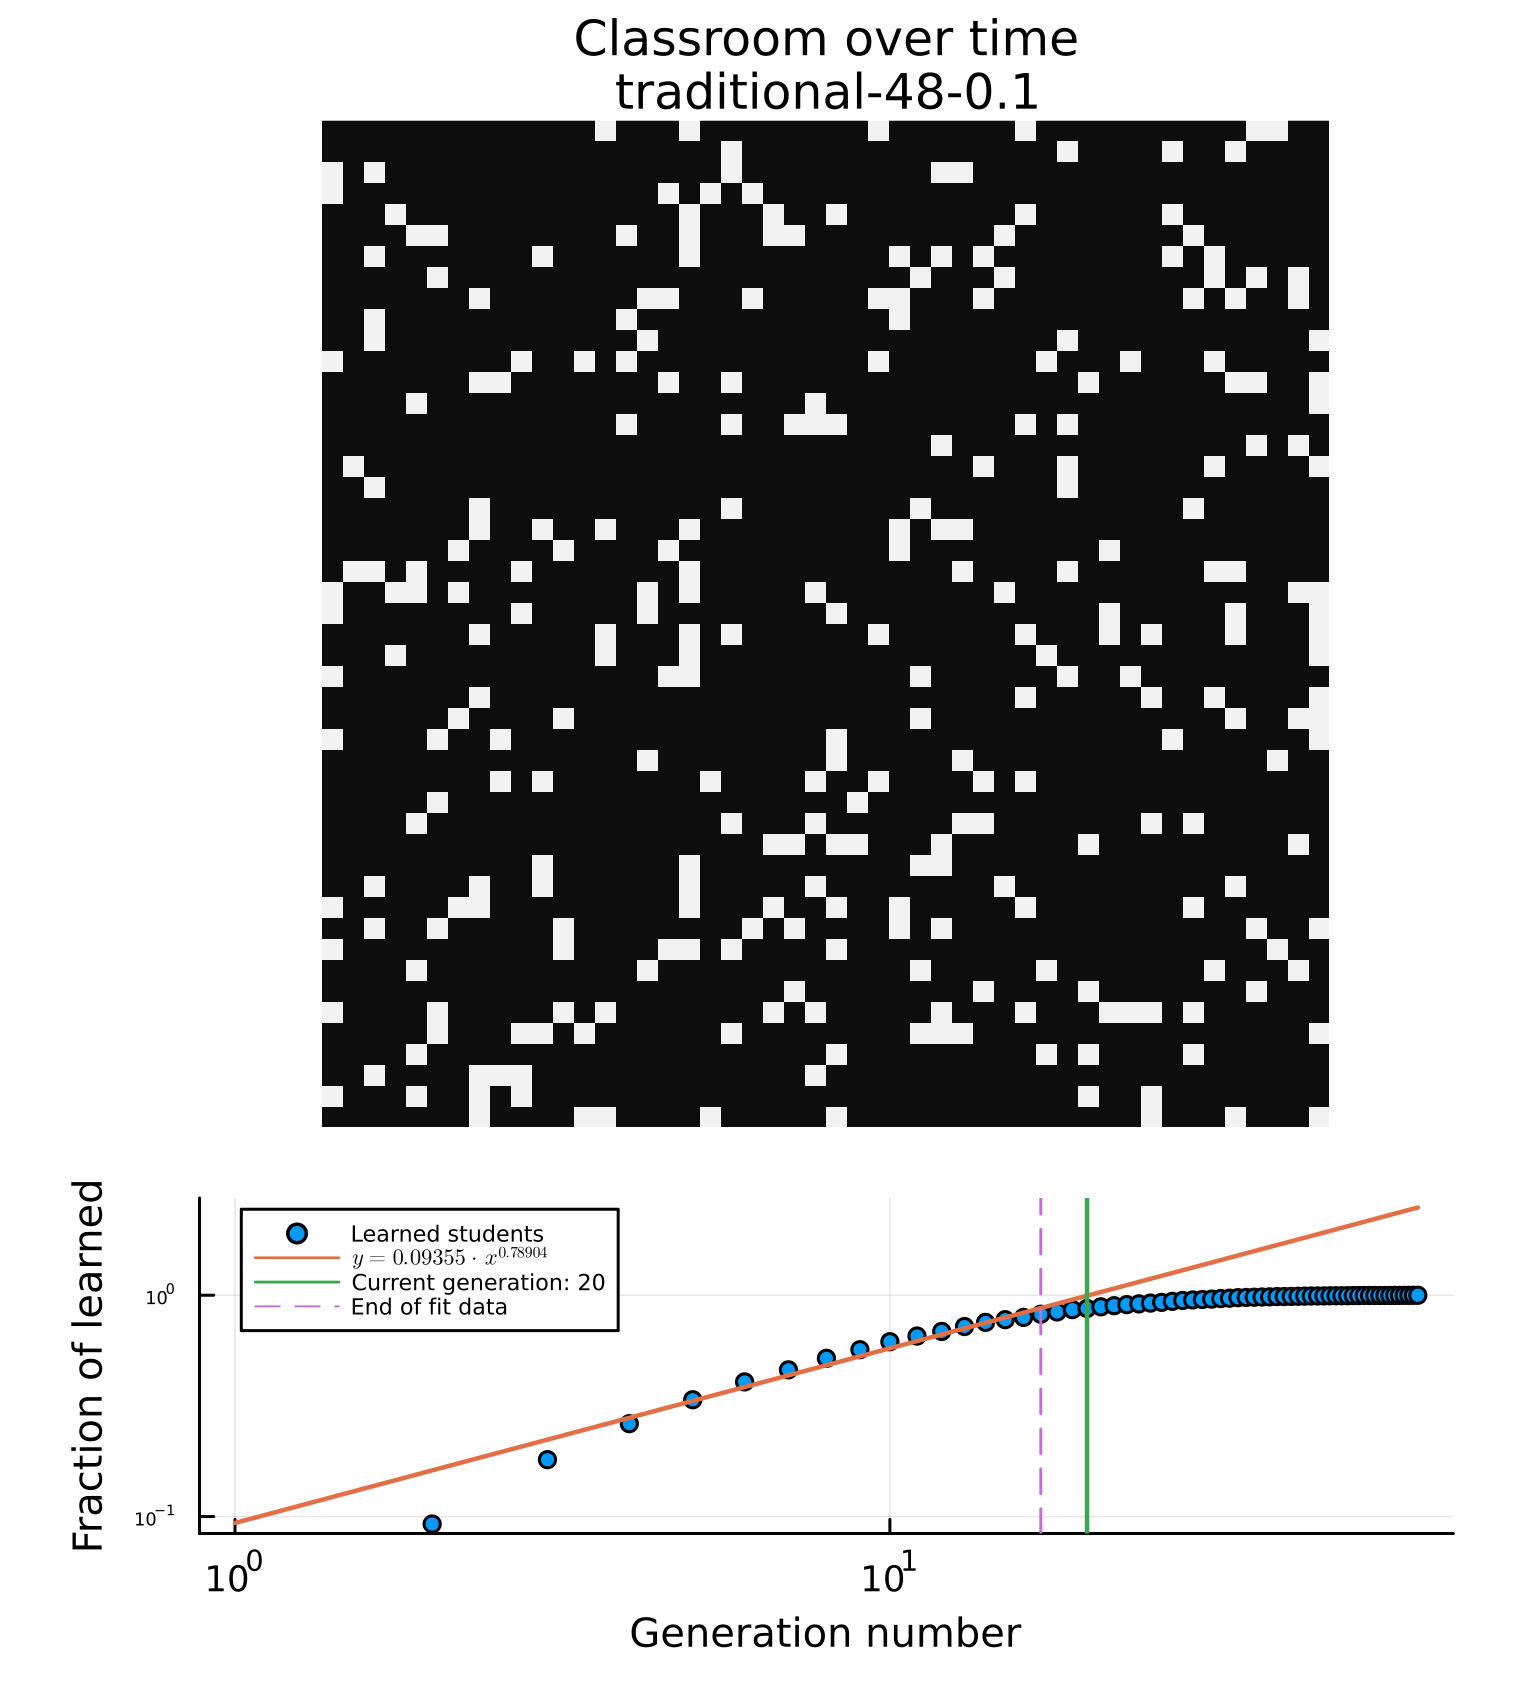 Classroom over time
traditional-48-0.1
Fraction of learned
Learned students
y = 0.09355 · x^0.78904
Current generation: 20
End of fit data
10^0
10^-1
10^0
10^1
Generation number